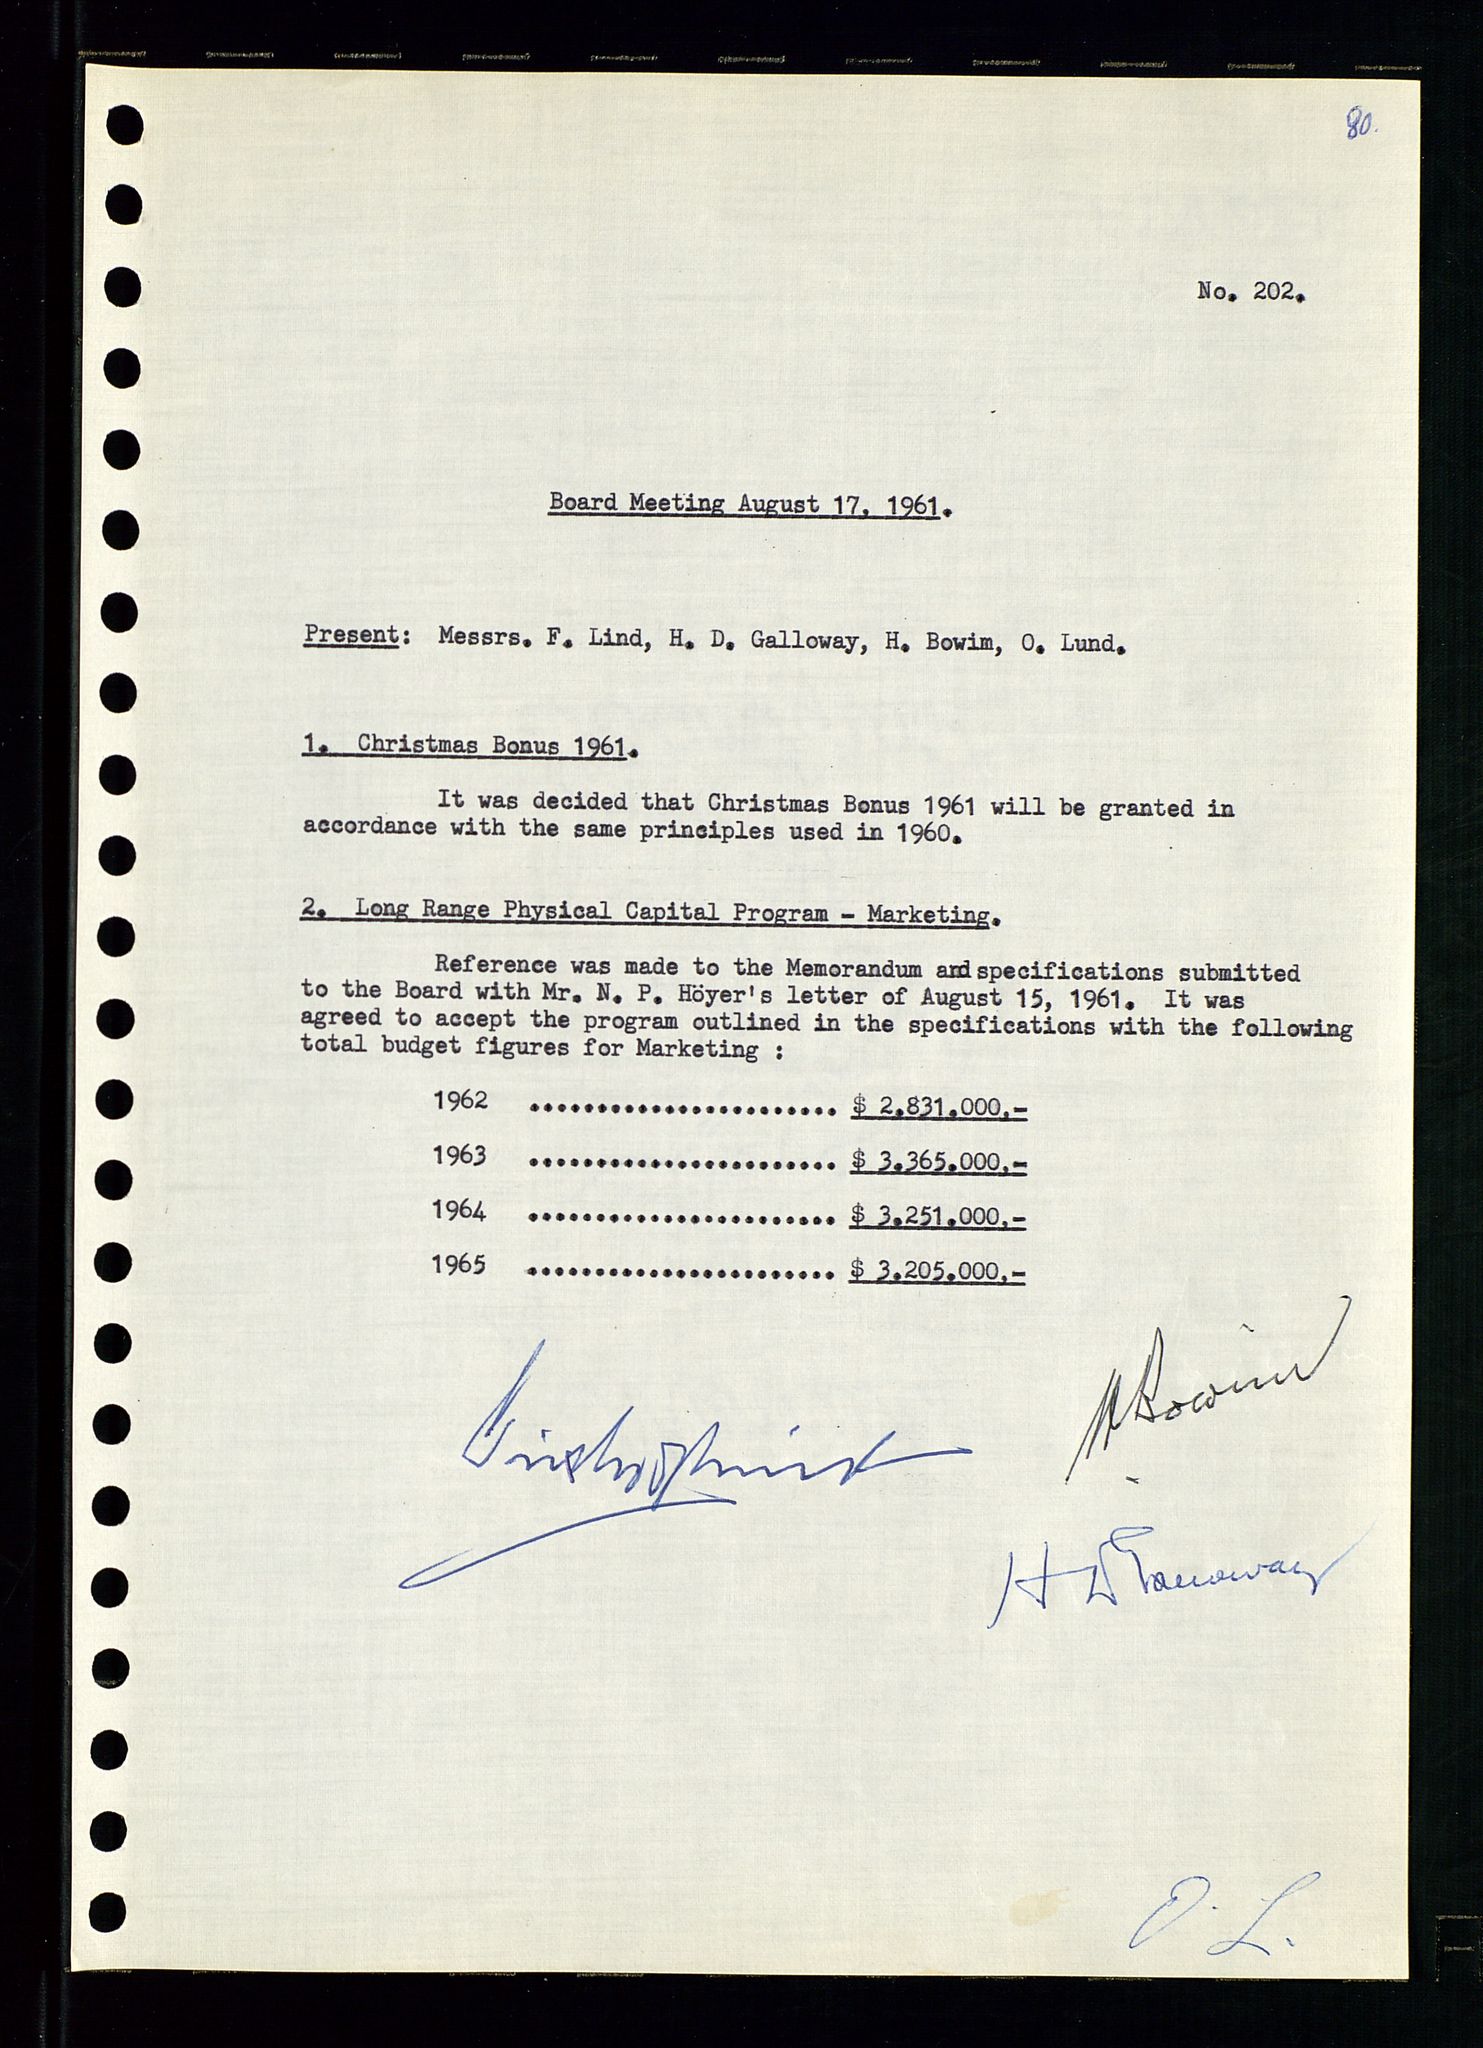 80.
No. 202.
Board Meeting August 17, 1961.
Present: Messrs. F. Lind, H. D. Galloway, H. Bowim, O. Lund.
1. Christmas Bonus 1961.
It was decided that Christmas Bonus 1961 will be granted in
accordance with the same principles used in 1960.
2. Long Range Physical Capital Program - Marketing.
Reference was made to the Memorandum and specifications submitted
to the Board with Mr. N. P. Höyer's letter of August 15, 1961. It was
agreed to accept the program outlined in the specifications with the following
total budget figures for Marketing :
1962 ....................... $ 2.831.000,-
1963 ....................... $ 3.365.000,-
1964 ....................... $ 3.251.000,-
1965 ....................... $ 3.205.000,-
H Bowim
H D Galloway
O. L.